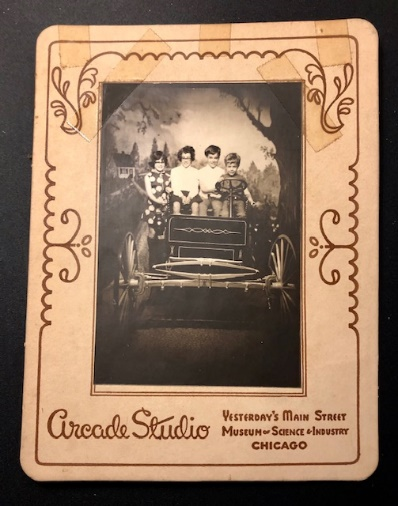 Arcade Studio
Yesterday's Main Street
Museum of Science & Industry
CHICAGO